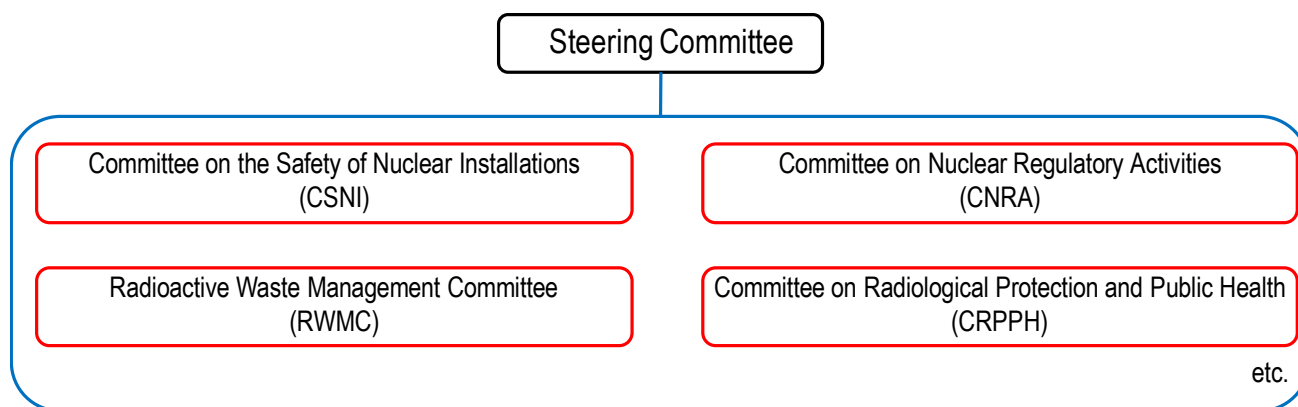 Steering Committee
Committee on the Safety of Nuclear Installations
(CSNI)
Committee on Nuclear Regulatory Activities
(CNRA)
Radioactive Waste Management Committee
(RWMC)
Committee on Radiological Protection and Public Health
(CRPPH)
etc.